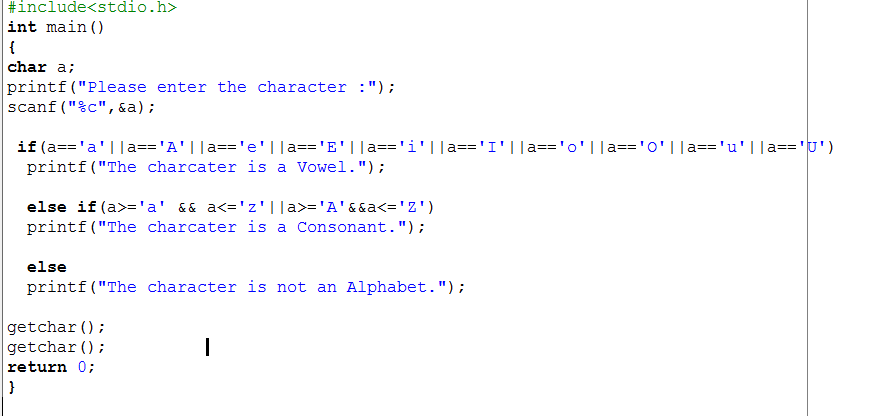 #include<stdio.h>
int main()
{
char a;
printf("Please enter the character :");
scanf("%c",&a);
if(a=='a'||a=='A'||a=='e'||a=='E'||a=='i'||a=='I'||a=='o'||a=='O'||a=='u'||a=='U')
printf("The charcater is a Vowel.");
else if(a>='a' && a<='z'||a>='A'&&a<='Z')
printf("The charcater is a Consonant.");
else
printf("The character is not an Alphabet.");
getchar();
getchar();
return 0;
}